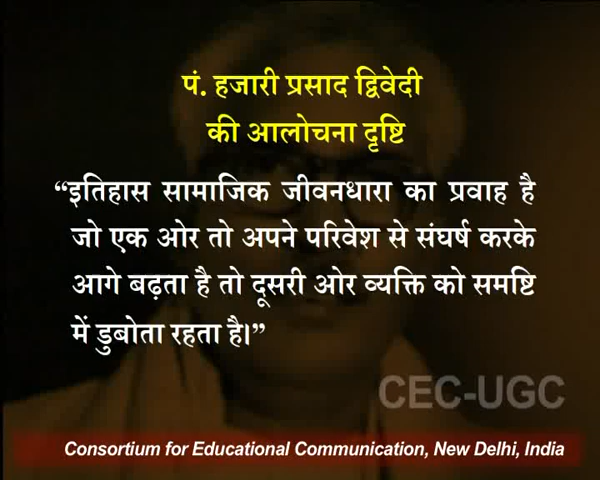 पं. हजारी प्रसाद द्विवेदी
की आलोचना दृष्टि
“इतिहास सामाजिक जीवनधारा का प्रवाह है
जो एक ओर तो अपने परिवेश से संघर्ष करके
आगे बढ़ता है तो दूसरी ओर व्यक्ति को समष्टि
में डुबोता रहता है।”
CEC-UGC
Consortium for Educational Communication, New Delhi, India